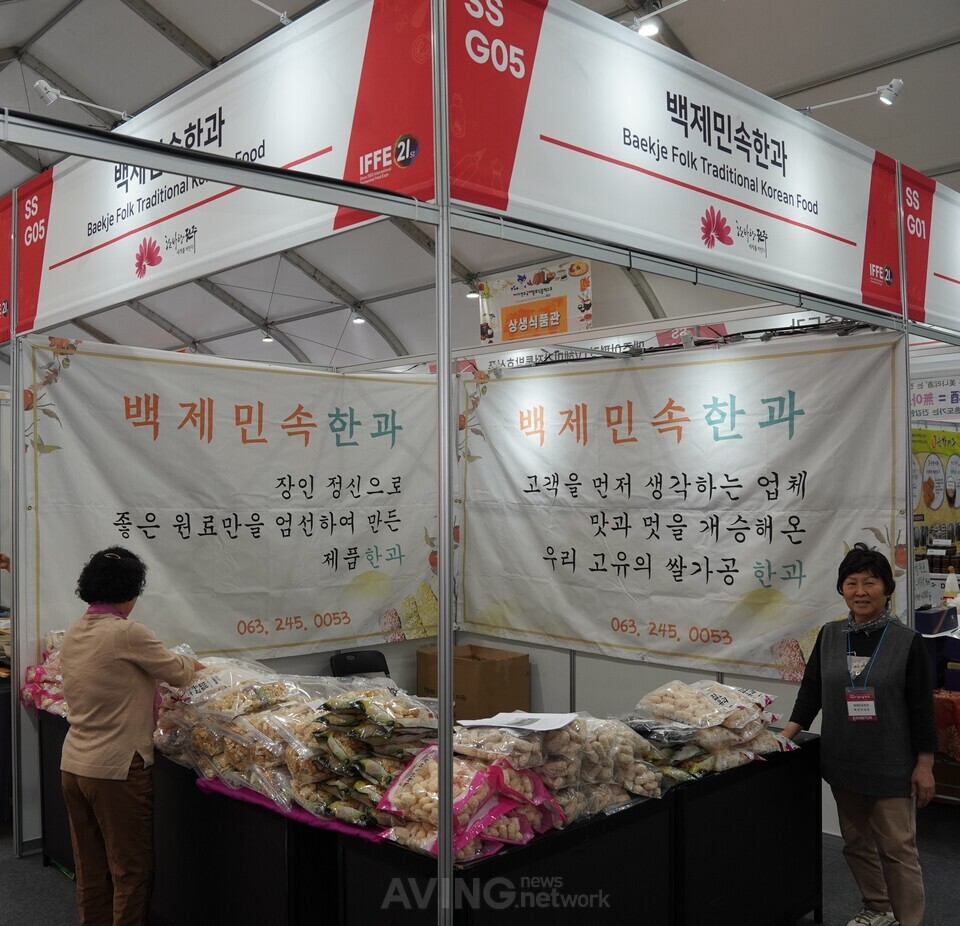 SS
G05
백제민속한과
Baekje Folk Traditional Korean Food
IFFE 21st
SS
G05
백제민속한과
Baekje Folk Traditional Korean Food
IFFE 21
SS
G01
상생식품관
백제민속한과
장인 정신으로
좋은 원료만을 엄선하여 만든
제품한과
063. 245. 0053
백제민속한과
고객을 먼저 생각하는 업체
맛과 멋을 개승해온
우리 고유의 쌀가공 한과
063. 245. 0053
EXHIBITOR
AVING news network